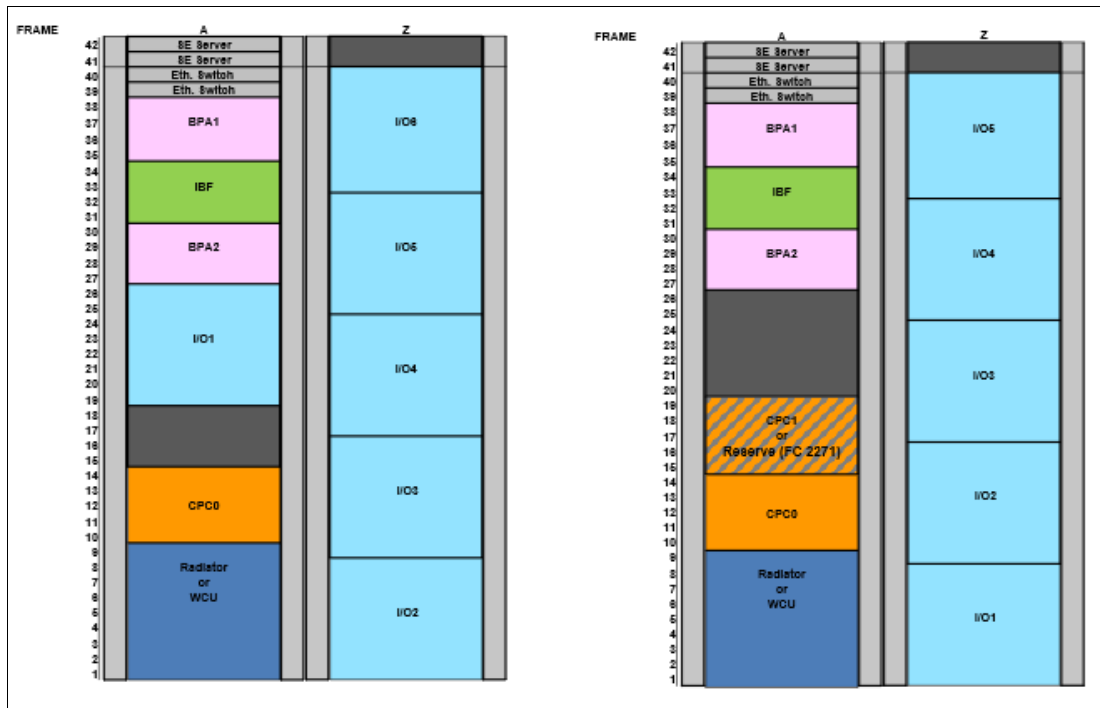 FRAME
A
Z
42
41
40
39
38
37
36
35
34
33
32
31
30
29
28
27
26
25
24
23
22
21
20
19
18
17
16
15
14
13
12
11
10
9
8
7
6
5
4
3
2
1
SE Server
SE Server
Eth. Switch
Eth. Switch
BPA1
IBF
BPA2
I/O1
CPC0
Radiator
or
WCU
I/O6
I/O5
I/O4
I/O3
I/O2
FRAME
A
Z
42
41
40
39
38
37
36
35
34
33
32
31
30
29
28
27
26
25
24
23
22
21
20
19
18
17
16
15
14
13
12
11
10
9
8
7
6
5
4
3
2
1
SE Server
SE Server
Eth. Switch
Eth. Switch
BPA1
IBF
BPA2
CPC1
or
Reserve (FC 2271)
CPC0
Radiator
or
WCU
I/O5
I/O4
I/O3
I/O2
I/O1